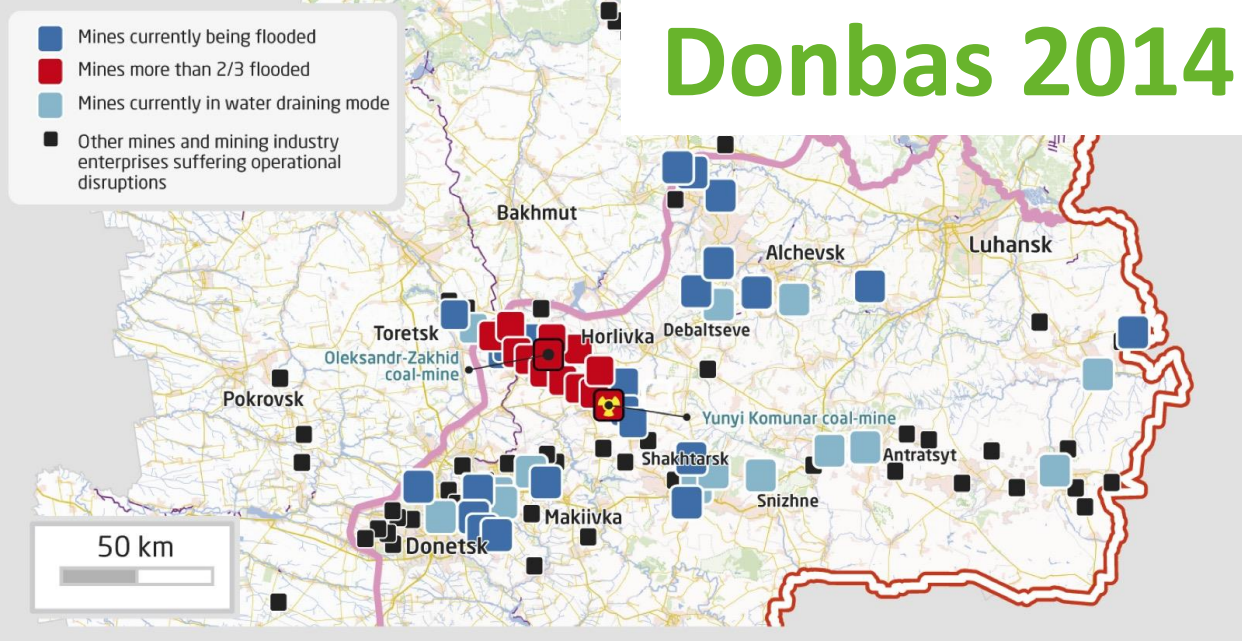 Donbas 2014
Mines currently being flooded
Mines more than 2/3 flooded
Mines currently in water draining mode
Other mines and mining industry
enterprises suffering operational
disruptions
Bakhmut
Alchevsk
Luhansk
Toretsk
Horlivka
Debaltseve
Oleksandr-Zakhid
coal-mine
Pokrovsk
Yunyi Komunar coal-mine
Shakhtarsk
Antratsyt
Snizhne
Makiivka
Donetsk
50 km